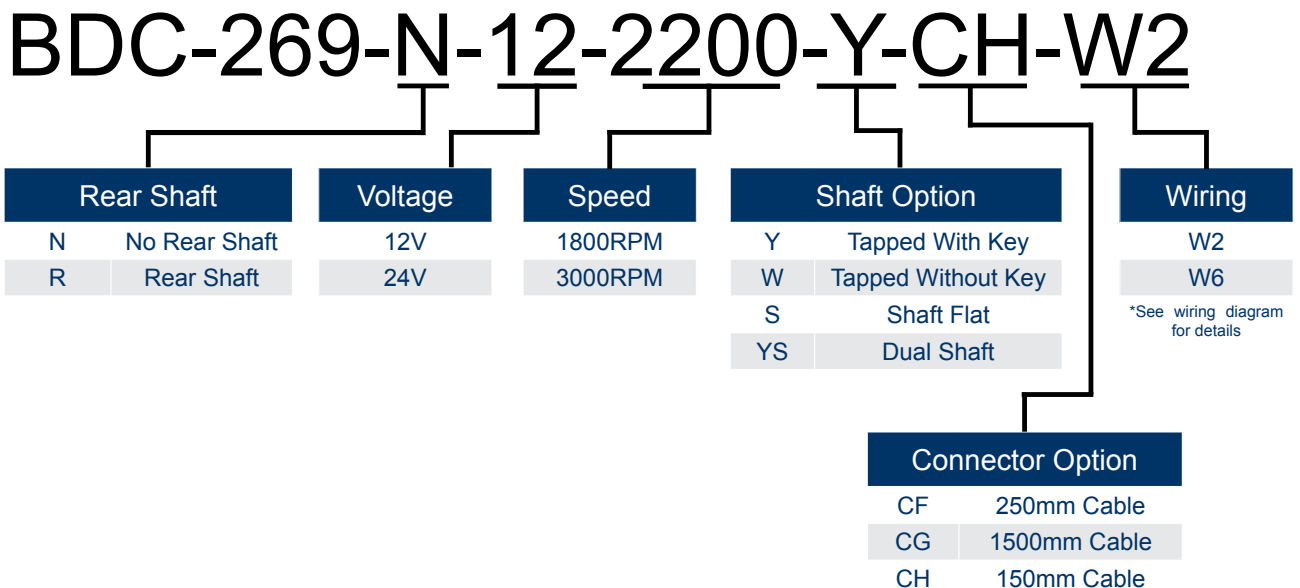 BDC-269-N-12-2200-Y-CH-W2
Rear Shaft
N No Rear Shaft
R Rear Shaft
Voltage
12V
24V
Speed
1800RPM
3000RPM
Shaft Option
Y Tapped With Key
W Tapped Without Key
S Shaft Flat
YS Dual Shaft
Wiring
W2
W6
*See wiring diagram
for details
Connector Option
CF 250mm Cable
CG 1500mm Cable
CH 150mm Cable